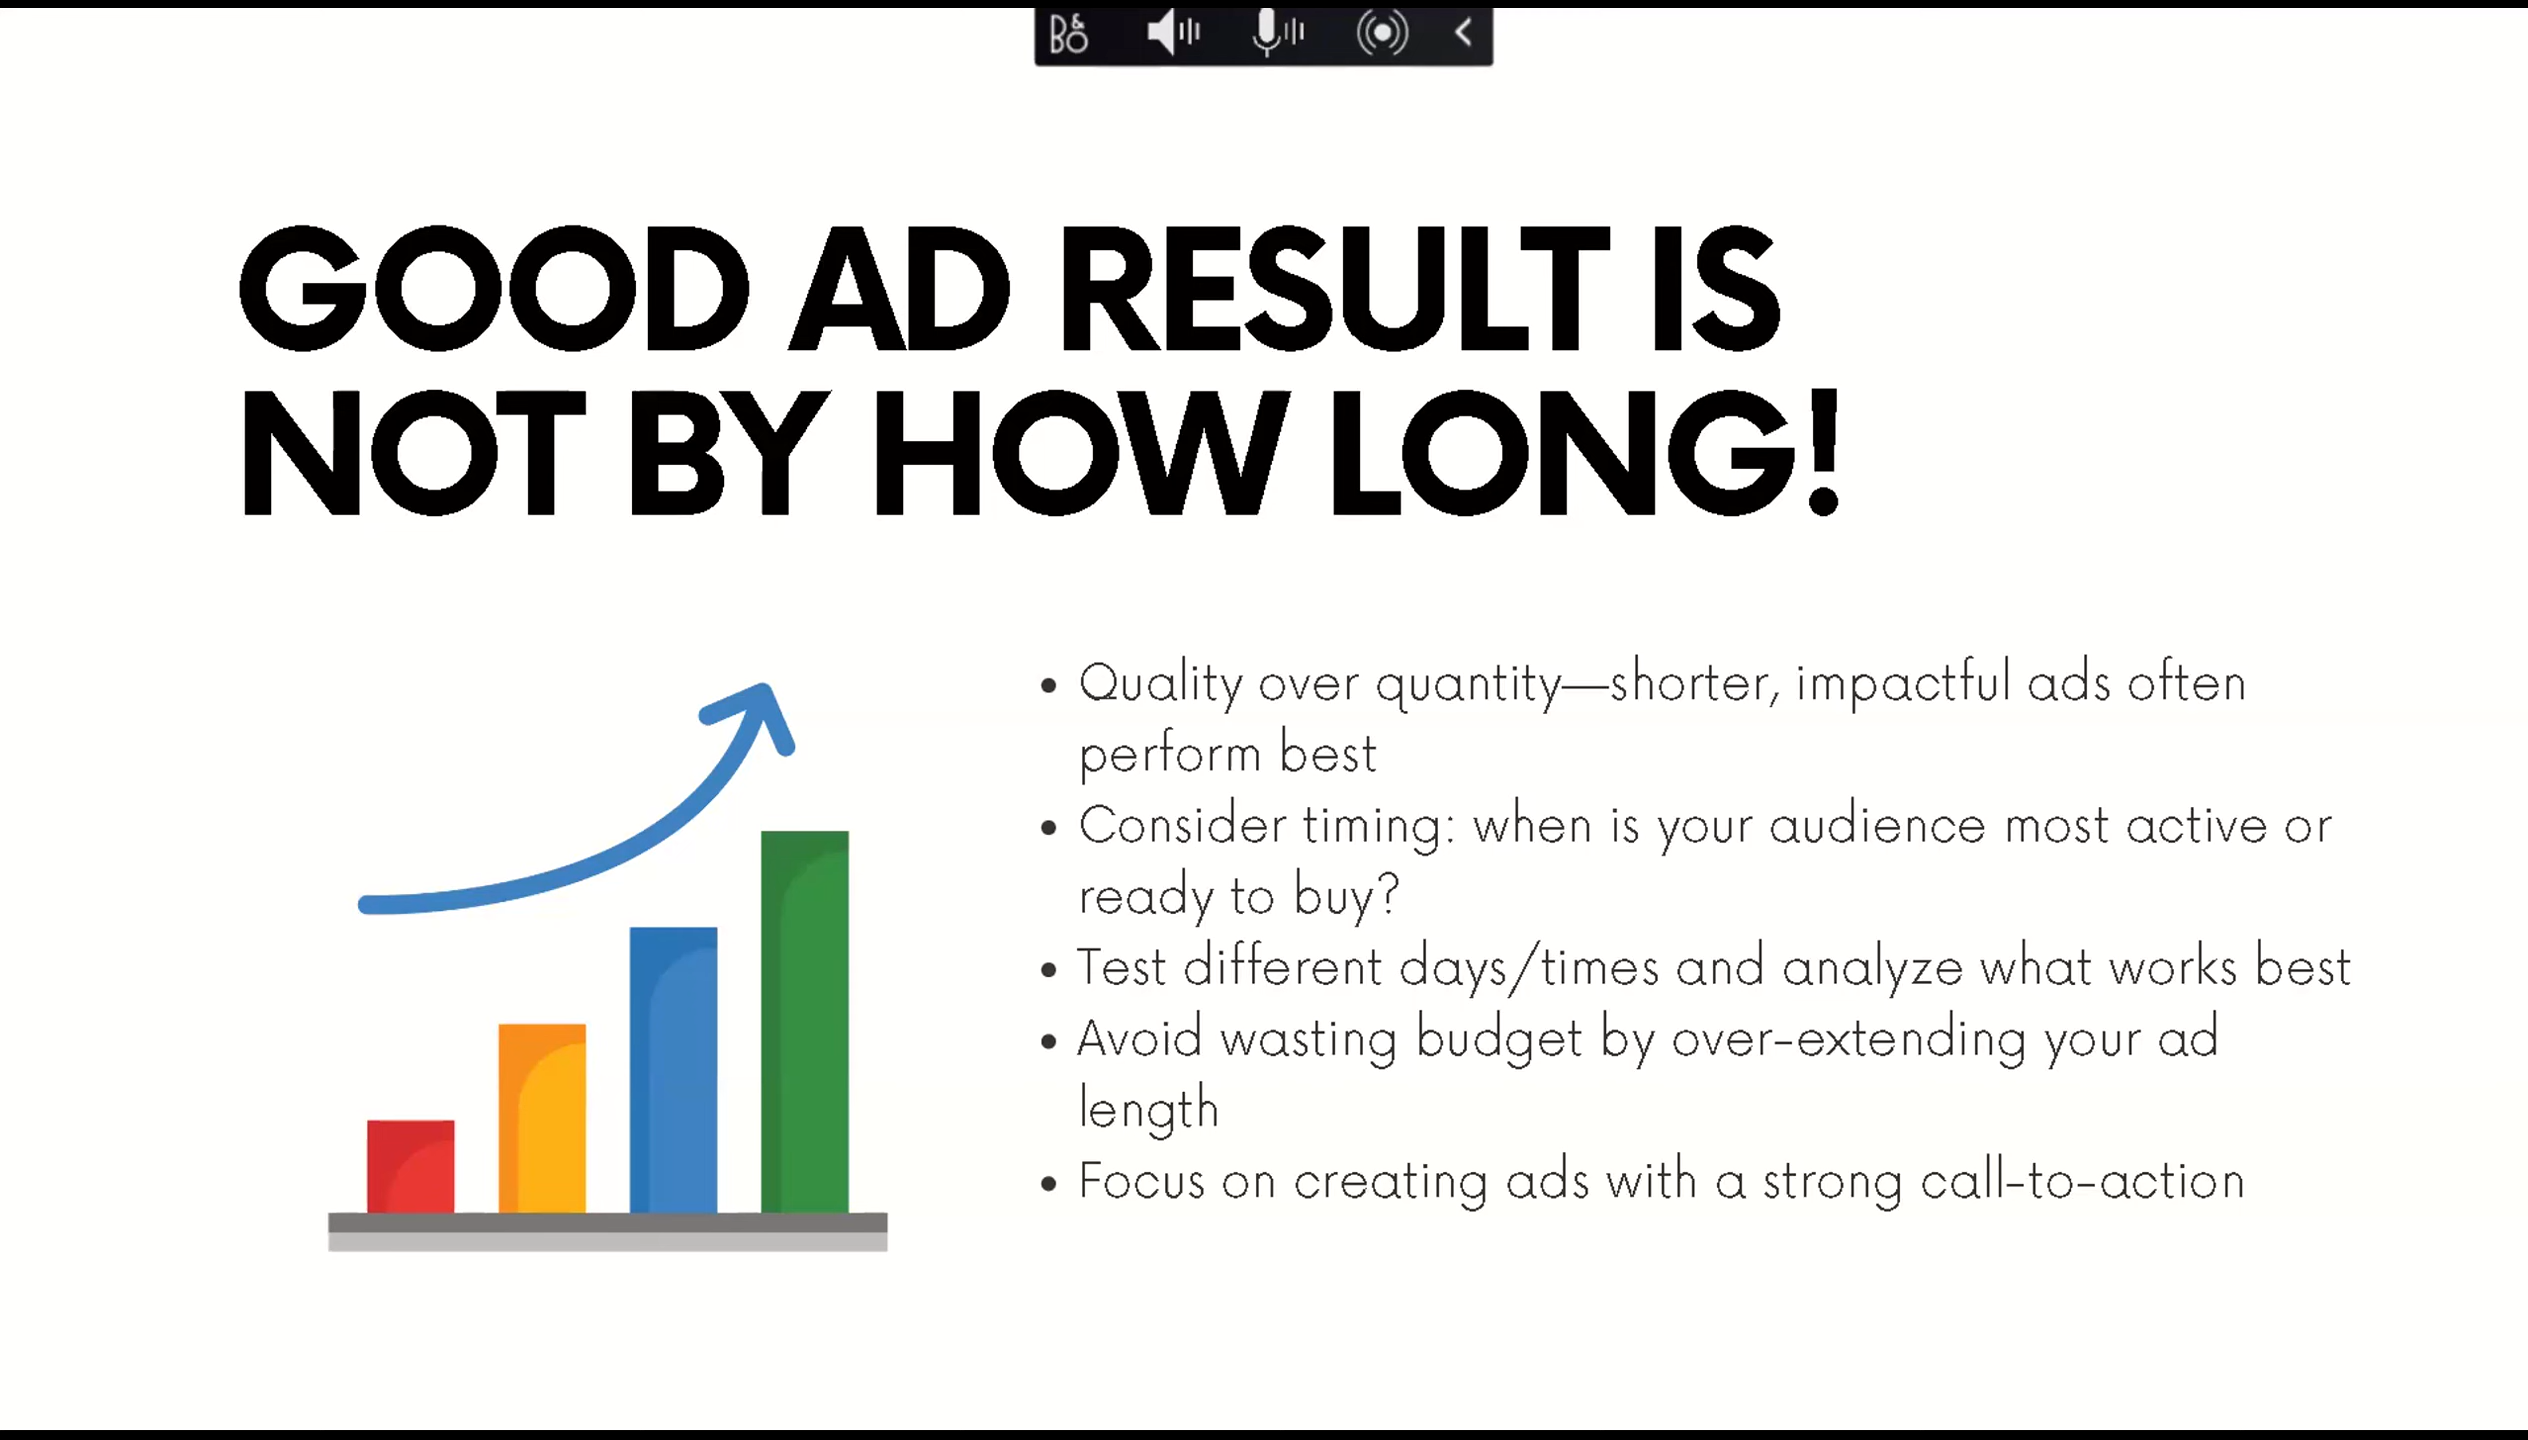 B&O
GOOD AD RESULT IS
NOT BY HOW LONG!
• Quality over quantity—shorter, impactful ads often
perform best
• Consider timing: when is your audience most active or
ready to buy?
• Test different days/times and analyze what works best
• Avoid wasting budget by over-extending your ad
length
• Focus on creating ads with a strong call-to-action